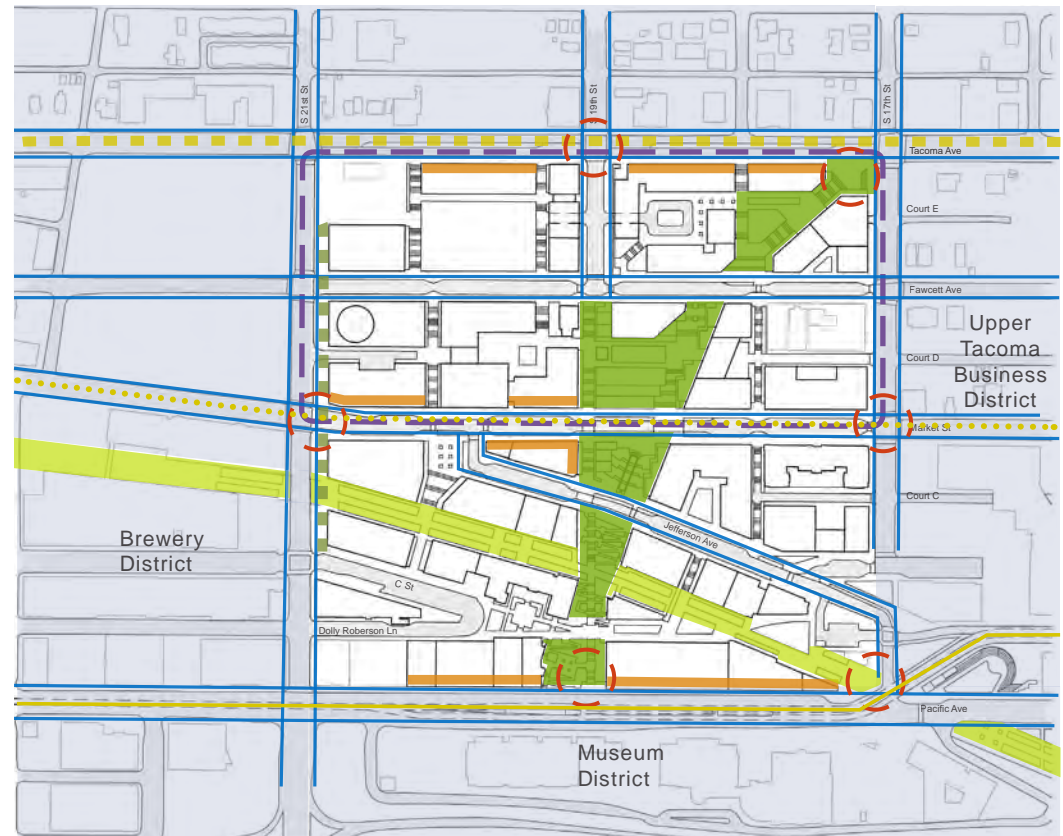 S 21st St
S 19th St
S 17th St
Tacoma Ave
Court E
Fawcett Ave
Upper
Tacoma
Business
District
Court D
Market St
Court C
Jefferson Ave
Brewery
District
C St
Dolly Roberson Ln
Pacific Ave
Museum
District